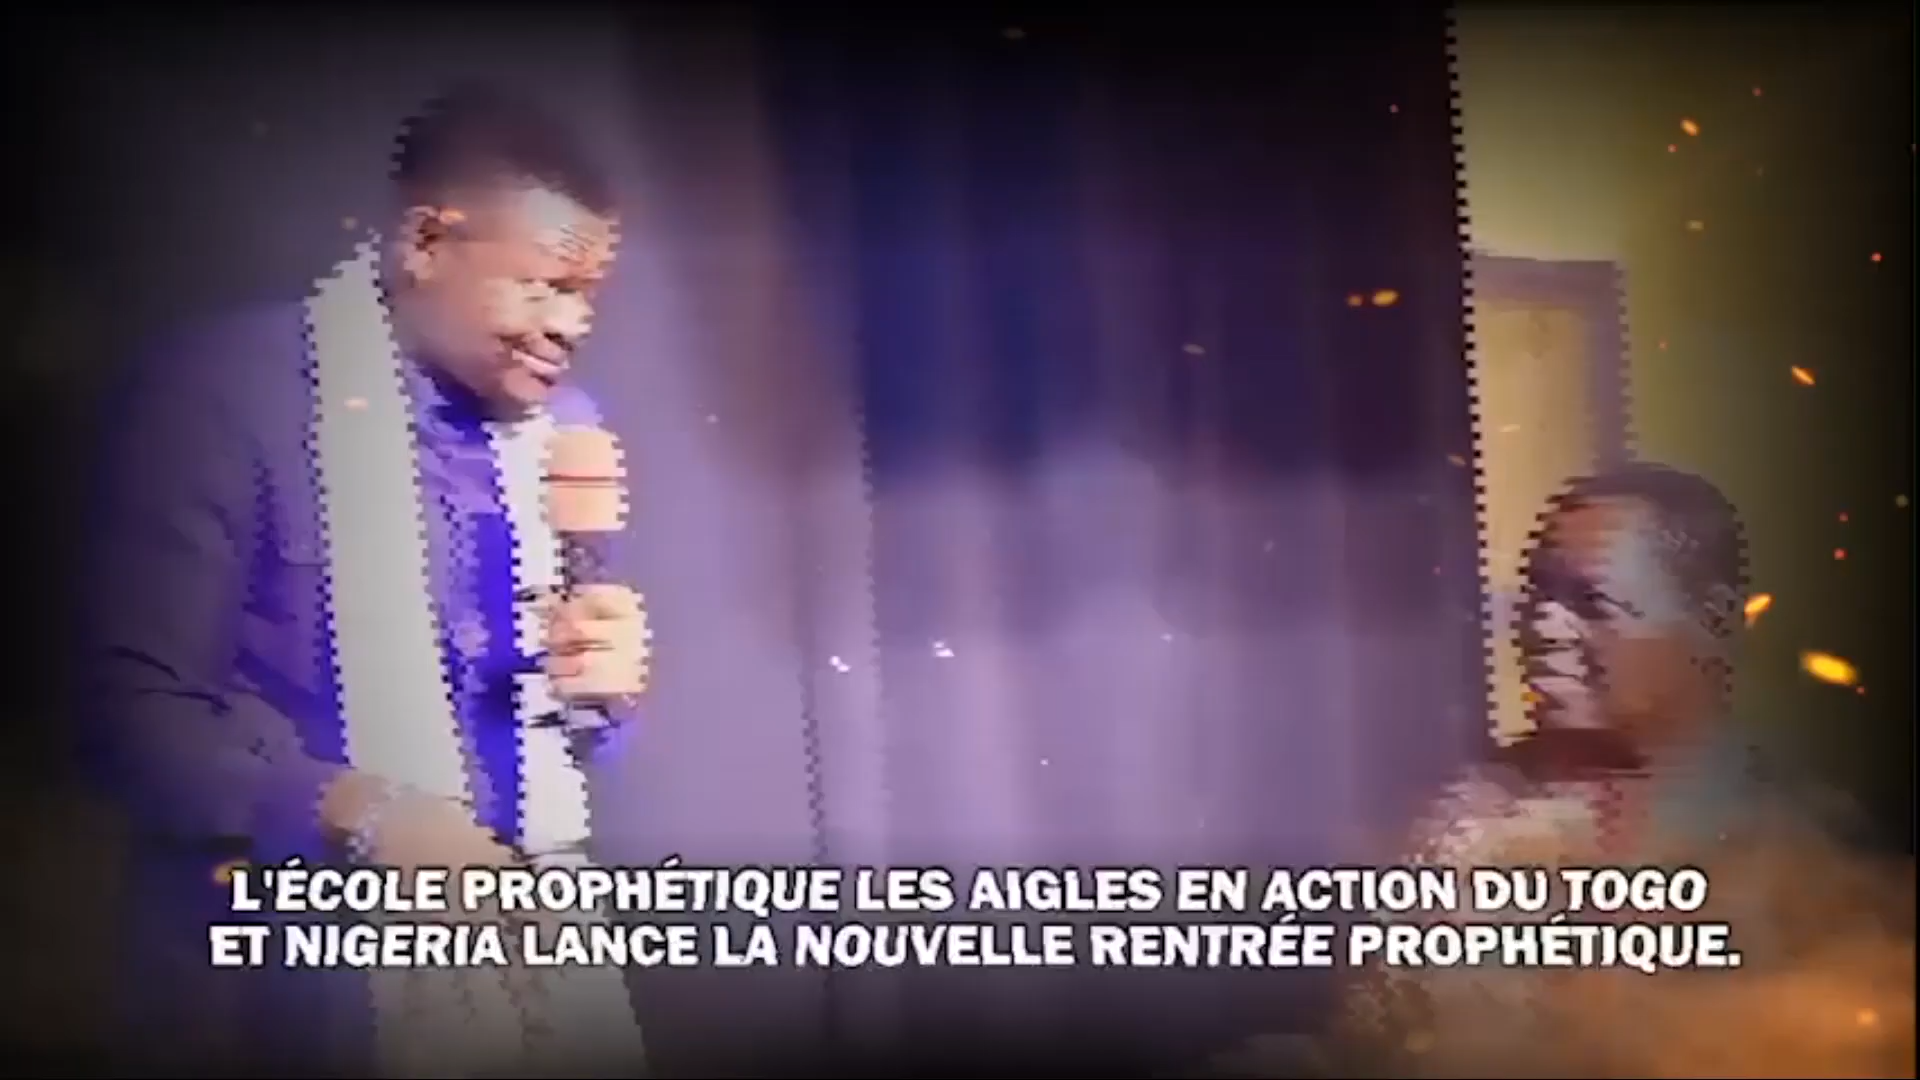 L'ÉCOLE PROPHÉTIQUE LES AIGLES EN ACTION DU TOGO
ET NIGERIA LANCE LA NOUVELLE RENTRÉE PROPHÉTIQUE.